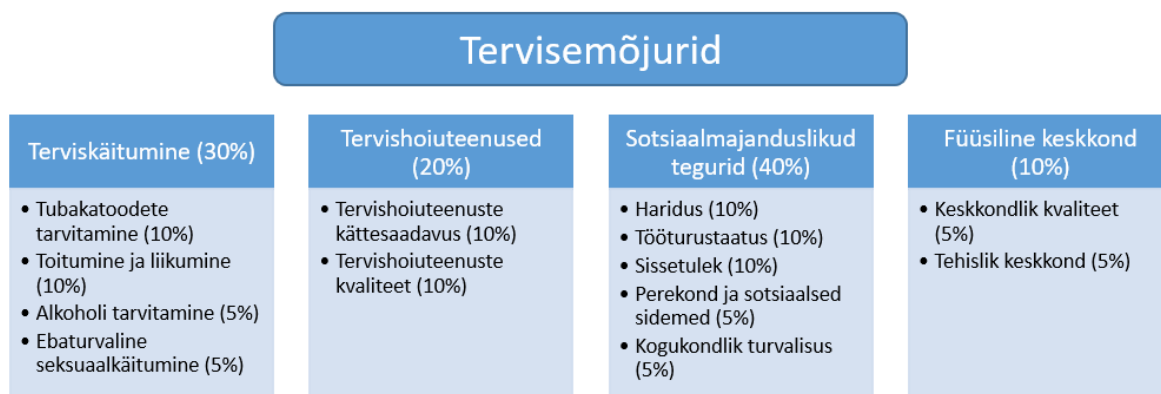 Tervisemõjurid
Terviskäitumine (30%)
• Tubakatoodete
tarvitamine (10%)
• Toitumine ja liikumine
(10%)
• Alkoholi tarvitamine (5%)
• Ebaturvaline
seksuaalkäitumine (5%)
Tervishoiuteenused
(20%)
• Tervishoiuteenuste
kättesaadavus (10%)
• Tervishoiuteenuste
kvaliteet (10%)
Sotsiaalmajanduslikud
tegurid (40%)
• Haridus (10%)
• Tööturustaatus (10%)
• Sissetulek (10%)
• Perekond ja sotsiaalsed
sidemed (5%)
• Kogukondlik turvalisus
(5%)
Füüsiline keskkond
(10%)
• Keskkondlik kvaliteet
(5%)
• Tehislik keskkond (5%)